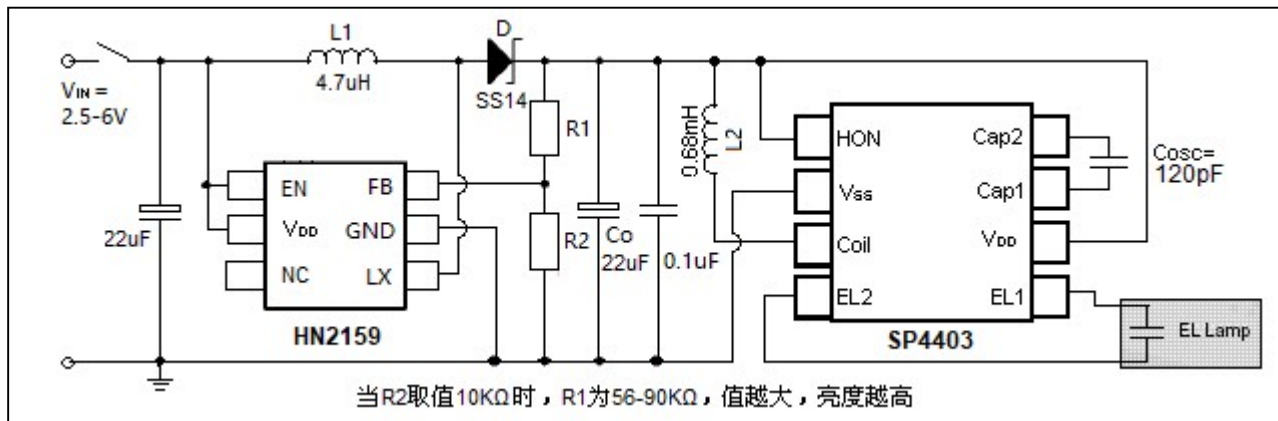 L1
4.7uH
D
SS14
VIN =
2.5-6V
22uF
EN
VDD
NC
FB
GND
LX
HN2159
R1
R2
Co
22uF
0.1uF
0.68mH
L2
HON
Vss
Coil
EL2
Cap2
Cap1
VDD
EL1
SP4403
Cosc=
120pF
EL Lamp
当R2取值10KΩ时，R1为56-90KΩ，值越大，亮度越高